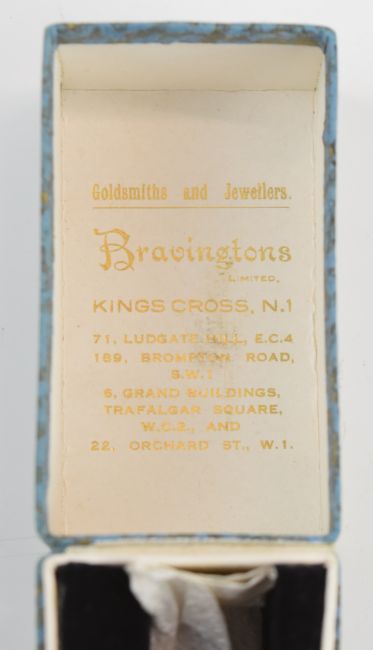 Goldsmiths and Jewellers.
Bravingtons
LIMITED,
KINGS CROSS, N.1
71, LUDGATE HILL, E.C.4
189, BROMPTON ROAD,
S.W.1
6, GRAND BUILDINGS,
TRAFALGAR SQUARE,
W.C.2., AND
22, ORCHARD ST., W.1.